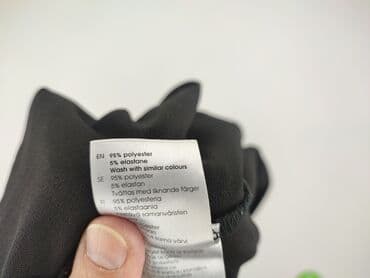 EN 95% polyester
5% elastane
Wash with similar colours
SE 95% polyester
5% elastan
Tvättas med liknande färger
95% polyesteria
5% elastaania
samanväristen